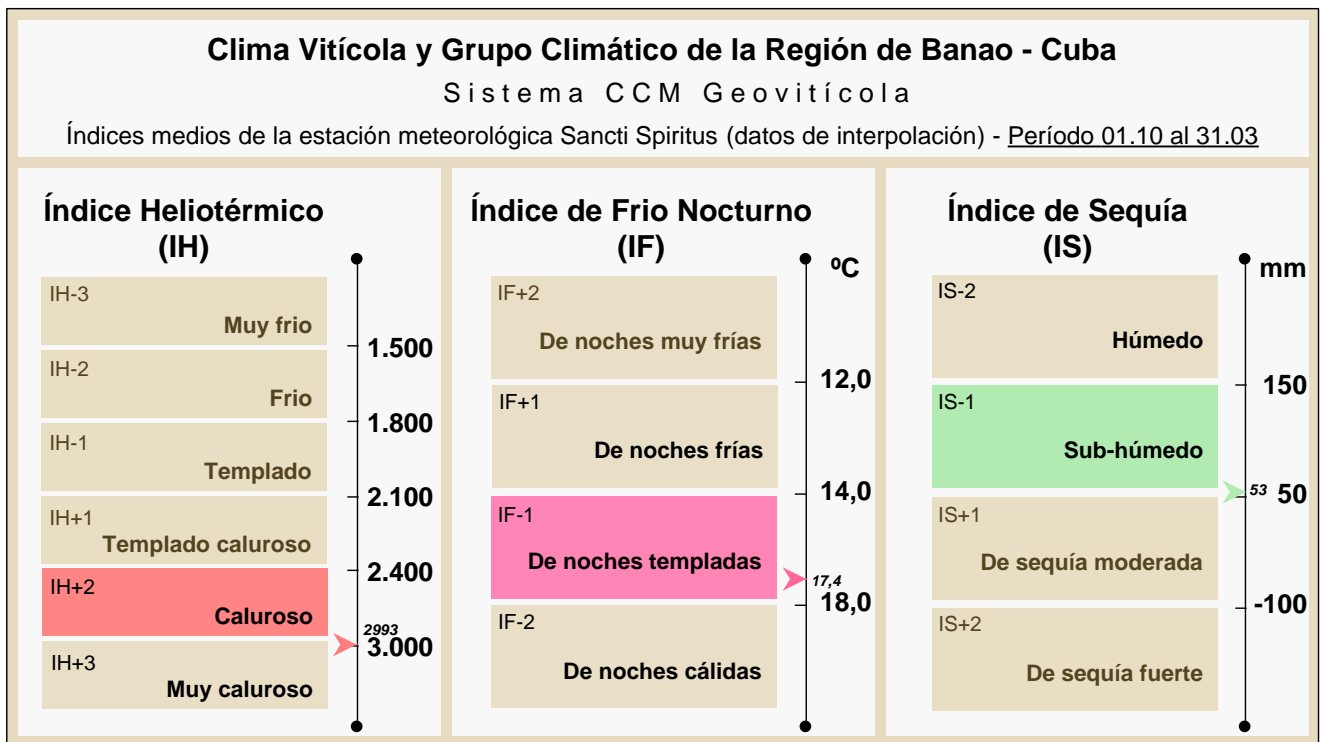 Clima Vitícola y Grupo Climático de la Región de Banao - Cuba
Sistema CCM Geovitícola
Índices medios de la estación meteorológica Sancti Spiritus (datos de interpolación) - Período 01.10 al 31.03
Índice Heliotérmico
(IH)
IH-3
Muy frio
1.500
IH-2
Frio
1.800
IH-1
Templado
2.100
IH+1
Templado caluroso
2.400
IH+2
Caluroso
2993
3.000
IH+3
Muy caluroso
Índice de Frio Nocturno
(IF)
ºC
IF+2
De noches muy frías
12,0
IF+1
De noches frías
14,0
IF-1
De noches templadas
17,4
18,0
IF-2
De noches cálidas
Índice de Sequía
(IS)
mm
IS-2
Húmedo
150
IS-1
Sub-húmedo
53 50
IS+1
De sequía moderada
-100
IS+2
De sequía fuerte